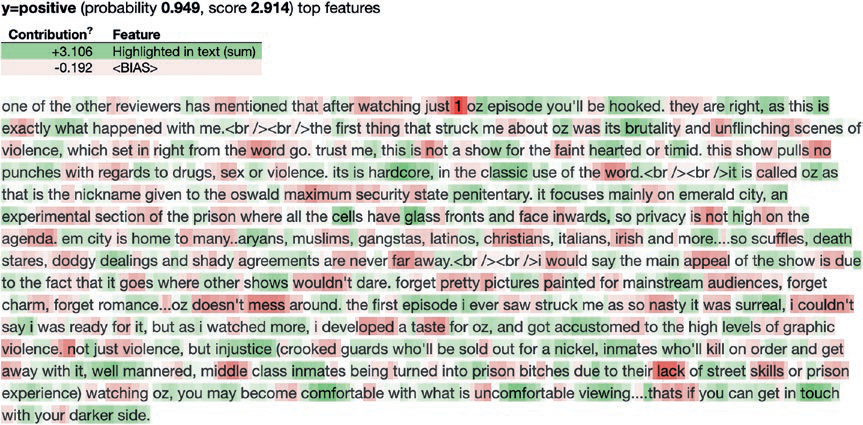 y=positive (probability 0.949, score 2.914) top features
Contribution? Feature
+3.106 Highlighted in text (sum)
-0.192 <BIAS>
one of the other reviewers has mentioned that after watching just 1 oz episode you'll be hooked. they are right, as this is
exactly what happened with me.<br /><br />the first thing that struck me about oz was its brutality and unflinching scenes of
violence, which set in right from the word go. trust me, this is not a show for the faint hearted or timid. this show pulls no
punches with regards to drugs, sex or violence. its is hardcore, in the classic use of the word.<br /><br />it is called oz as
that is the nickname given to the oswald maximum security state penitentary. it focuses mainly on emerald city, an
experimental section of the prison where all the cells have glass fronts and face inwards, so privacy is not high on the
agenda. em city is home to many..aryans, muslims, gangstas, latinos, christians, italians, irish and more....so scuffles, death
stares, dodgy dealings and shady agreements are never far away.<br /><br />i would say the main appeal of the show is due
to the fact that it goes where other shows wouldn't dare. forget pretty pictures painted for mainstream audiences, forget
charm, forget romance...oz doesn't mess around. the first episode i ever saw struck me as so nasty it was surreal, i couldn't
say i was ready for it, but as i watched more, i developed a taste for oz, and got accustomed to the high levels of graphic
violence. not just violence, but injustice (crooked guards who'll be sold out for a nickel, inmates who'll kill on order and get
away with it, well mannered, middle class inmates being turned into prison bitches due to their lack of street skills or prison
experience) watching oz, you may become comfortable with what is uncomfortable viewing....thats if you can get in touch
with your darker side.